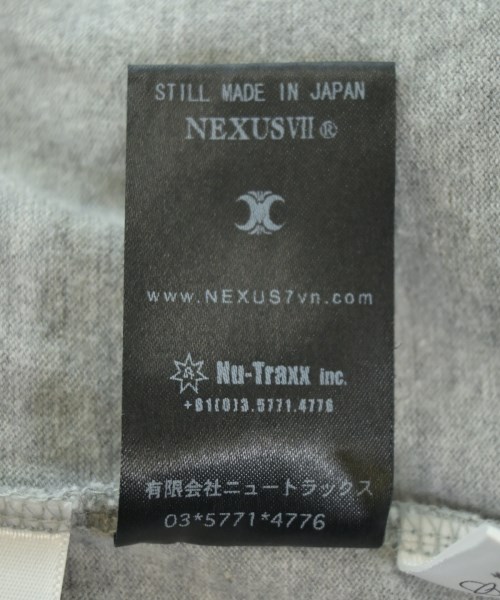 STILL MADE IN JAPAN
NEXUSVII®
www.NEXUS7vn.com
Nu-Traxx inc.
+81(0)3.5771.4776
有限会社ニュートラックス
03*5771*4776